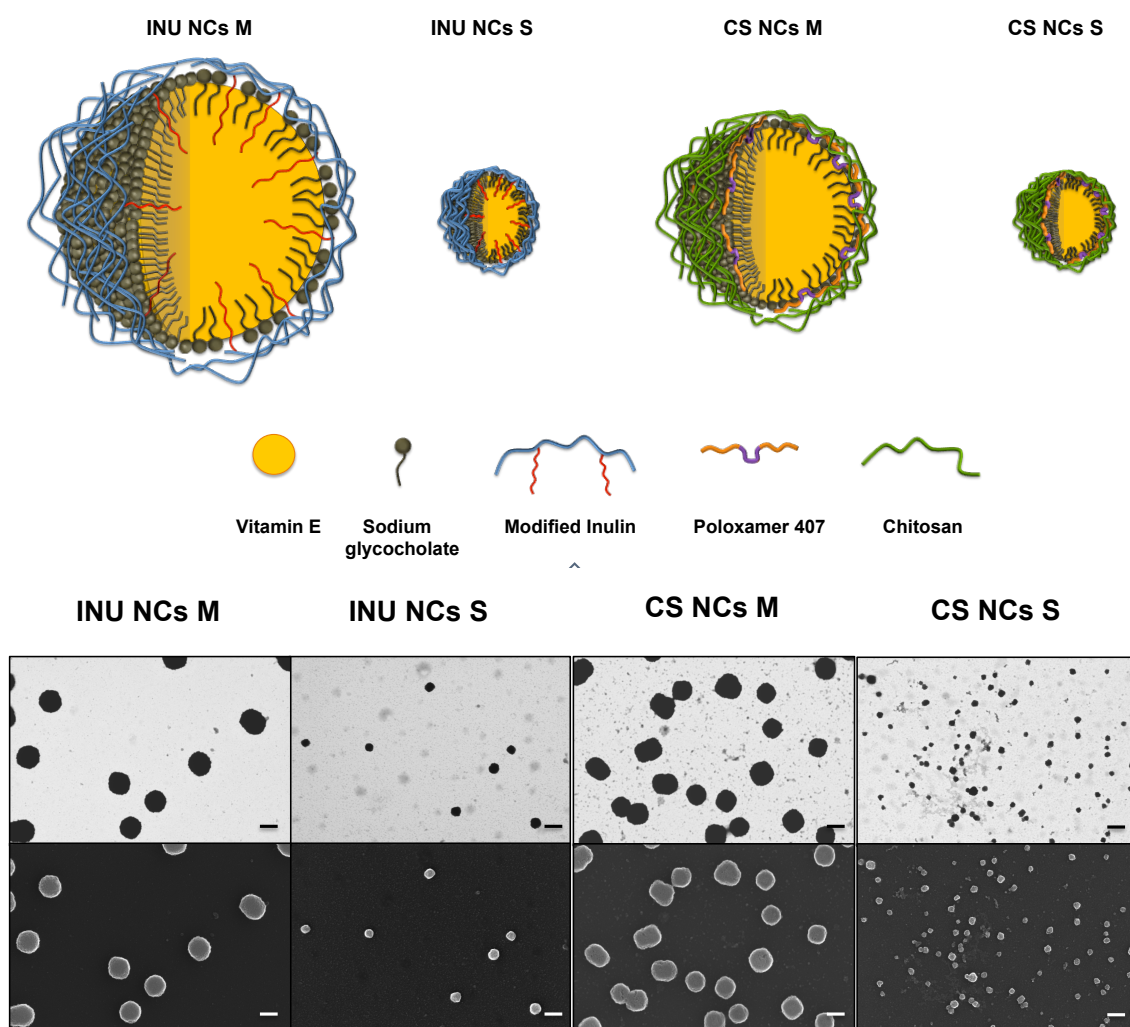 INU NCs M INU NCs S CS NCs M CS NCs S
Vitamin E Sodium glycocholate Modified Inulin Poloxamer 407 Chitosan
INU NCs M INU NCs S CS NCs M CS NCs S